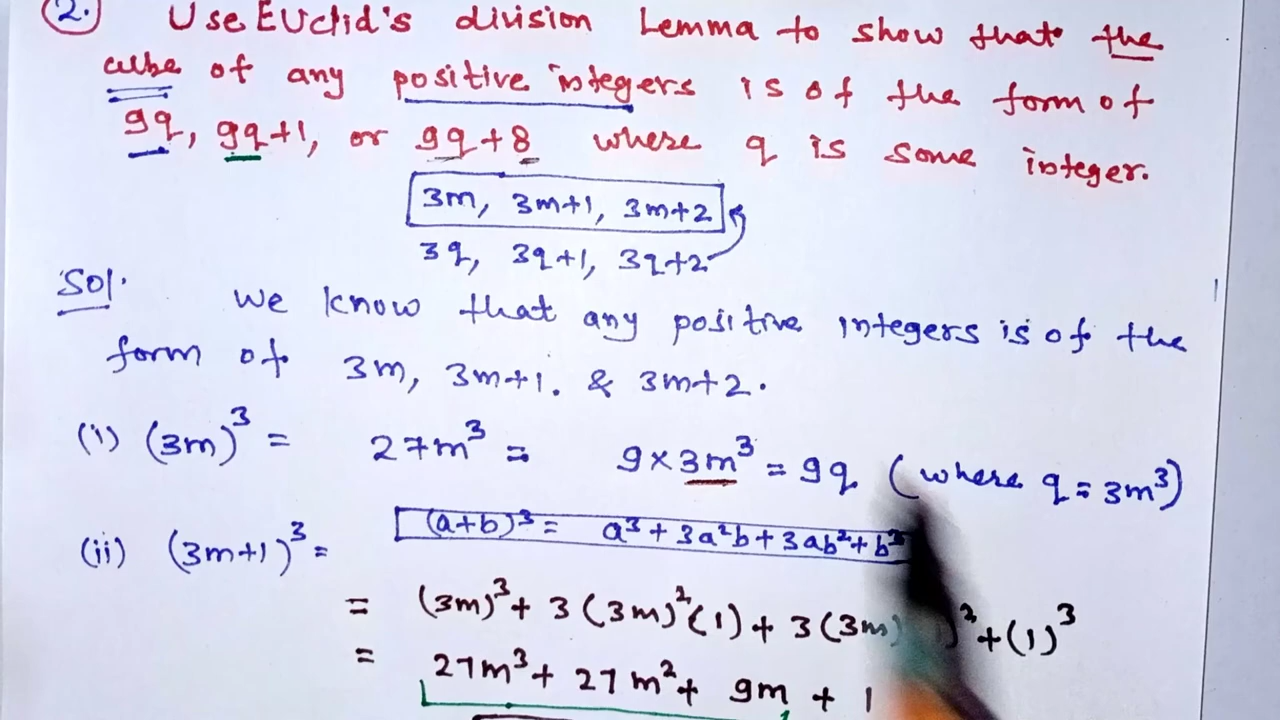 2. Use Euclid's division Lemma to show that the
cube of any positive integers is of the form of
9q, 9q+1, or 9q+8 where q is some integer.
3m, 3m+1, 3m+2
3q, 3q+1, 3q+2
Sol. We know that any positive integers is of the
form of 3m, 3m+1. & 3m+2.
(i) (3m)³ = 27m³ = 9×3m³ = 9q (where q = 3m³)
(ii) (3m+1)³ = (a+b)³ = a³ + 3a²b + 3ab² + b³
= (3m)³ + 3(3m)²(1) + 3(3m) )² + (1)³
= 27m³ + 27m² + 9m + 1